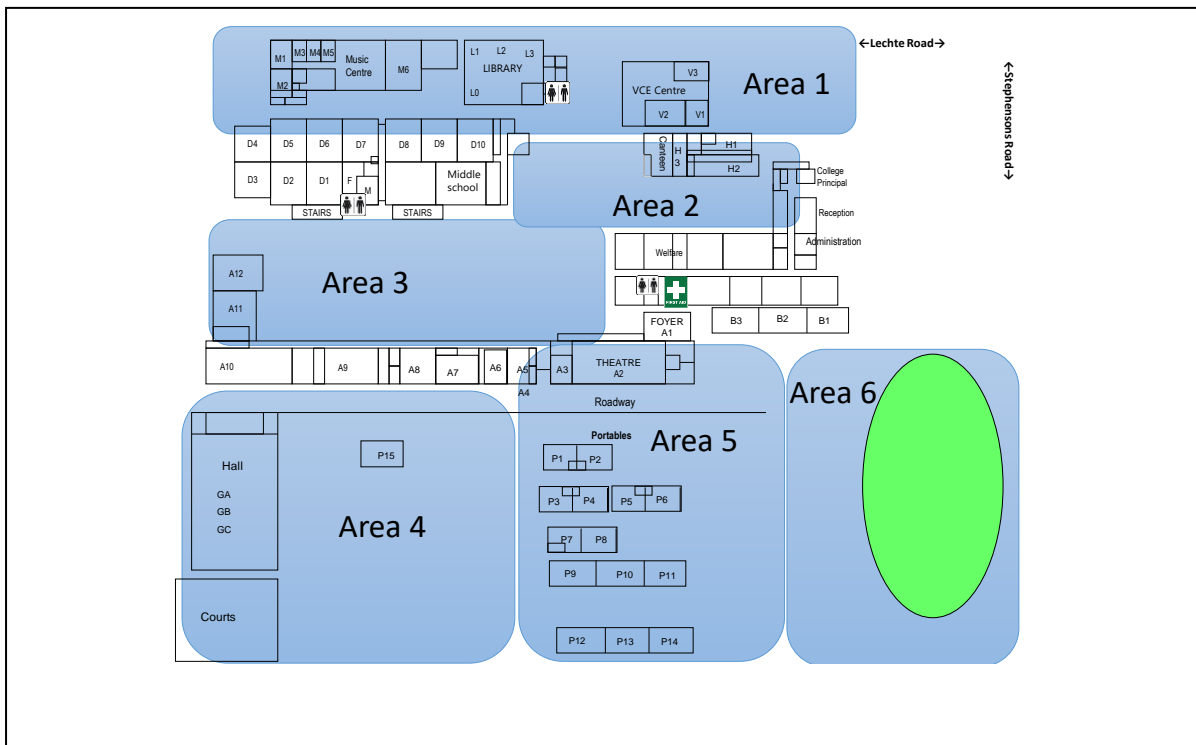 ←Lechte Road→
←Stephensons Road→
Area 1
M1
M3
M4
M5
Music
Centre
M6
M2
L1
L2
L3
LIBRARY
L0
V3
VCE Centre
V2
V1
D4
D5
D6
D7
D8
D9
D10
Canteen
H
3
H1
H2
D3
D2
D1
F
M
Middle
school
STAIRS
STAIRS
Area 2
College
Principal
Reception
Administration
Welfare
Area 3
A12
A11
FIRST AID
FOYER
A1
B3
B2
B1
A10
A9
A8
A7
A6
A5
A4
A3
THEATRE
A2
Roadway
Area 6
Area 5
Portables
P1
P2
P3
P4
P5
P6
P7
P8
P9
P10
P11
P12
P13
P14
P15
Hall
GA
GB
GC
Area 4
Courts